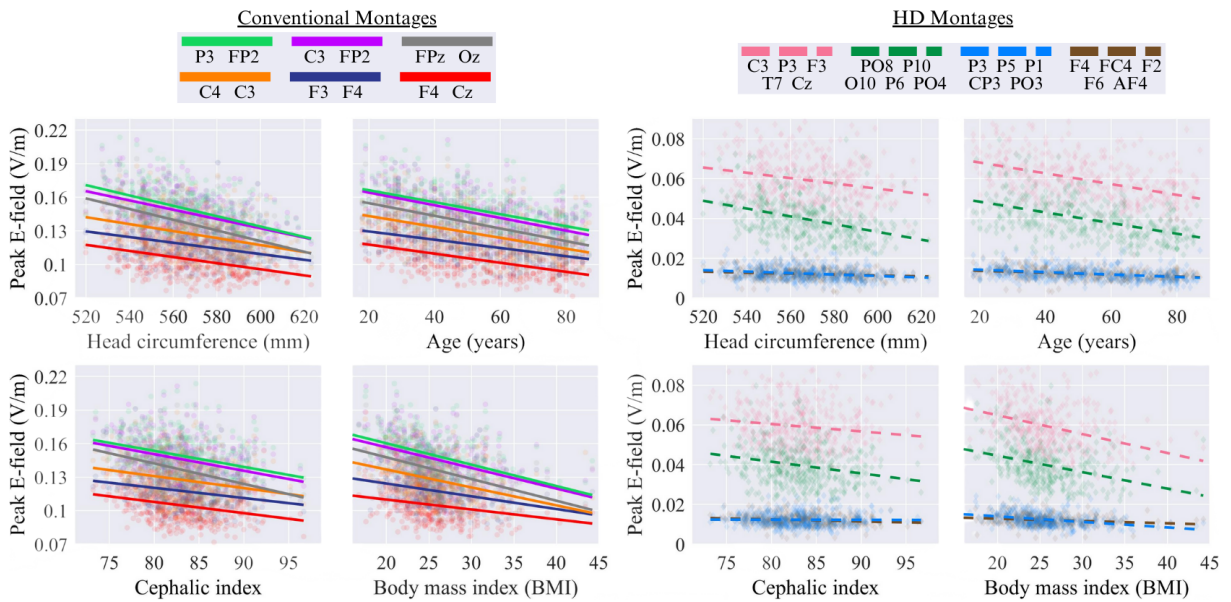 Conventional Montages
P3 FP2 C3 FP2 FPz Oz
C4 C3 F3 F4 F4 Cz
HD Montages
C3 P3 F3 PO8 P10 P3 P5 P1 F4 FC4 F2
T7 Cz O10 P6 PO4 CP3 PO3 F6 AF4
Peak E-field (V/m)
0.22
0.19
0.16
0.13
0.1
0.07
520 540 560 580 600 620
Head circumference (mm)
20 40 60 80
Age (years)
Peak E-field (V/m)
0.08
0.06
0.04
0.02
0
520 540 560 580 600 620
Head circumference (mm)
20 40 60 80
Age (years)
Peak E-field (V/m)
0.22
0.19
0.16
0.13
0.1
0.07
75 80 85 90 95
Cephalic index
20 25 30 35 40 45
Body mass index (BMI)
Peak E-field (V/m)
0.08
0.06
0.04
0.02
0
75 80 85 90 95
Cephalic index
20 25 30 35 40 45
Body mass index (BMI)